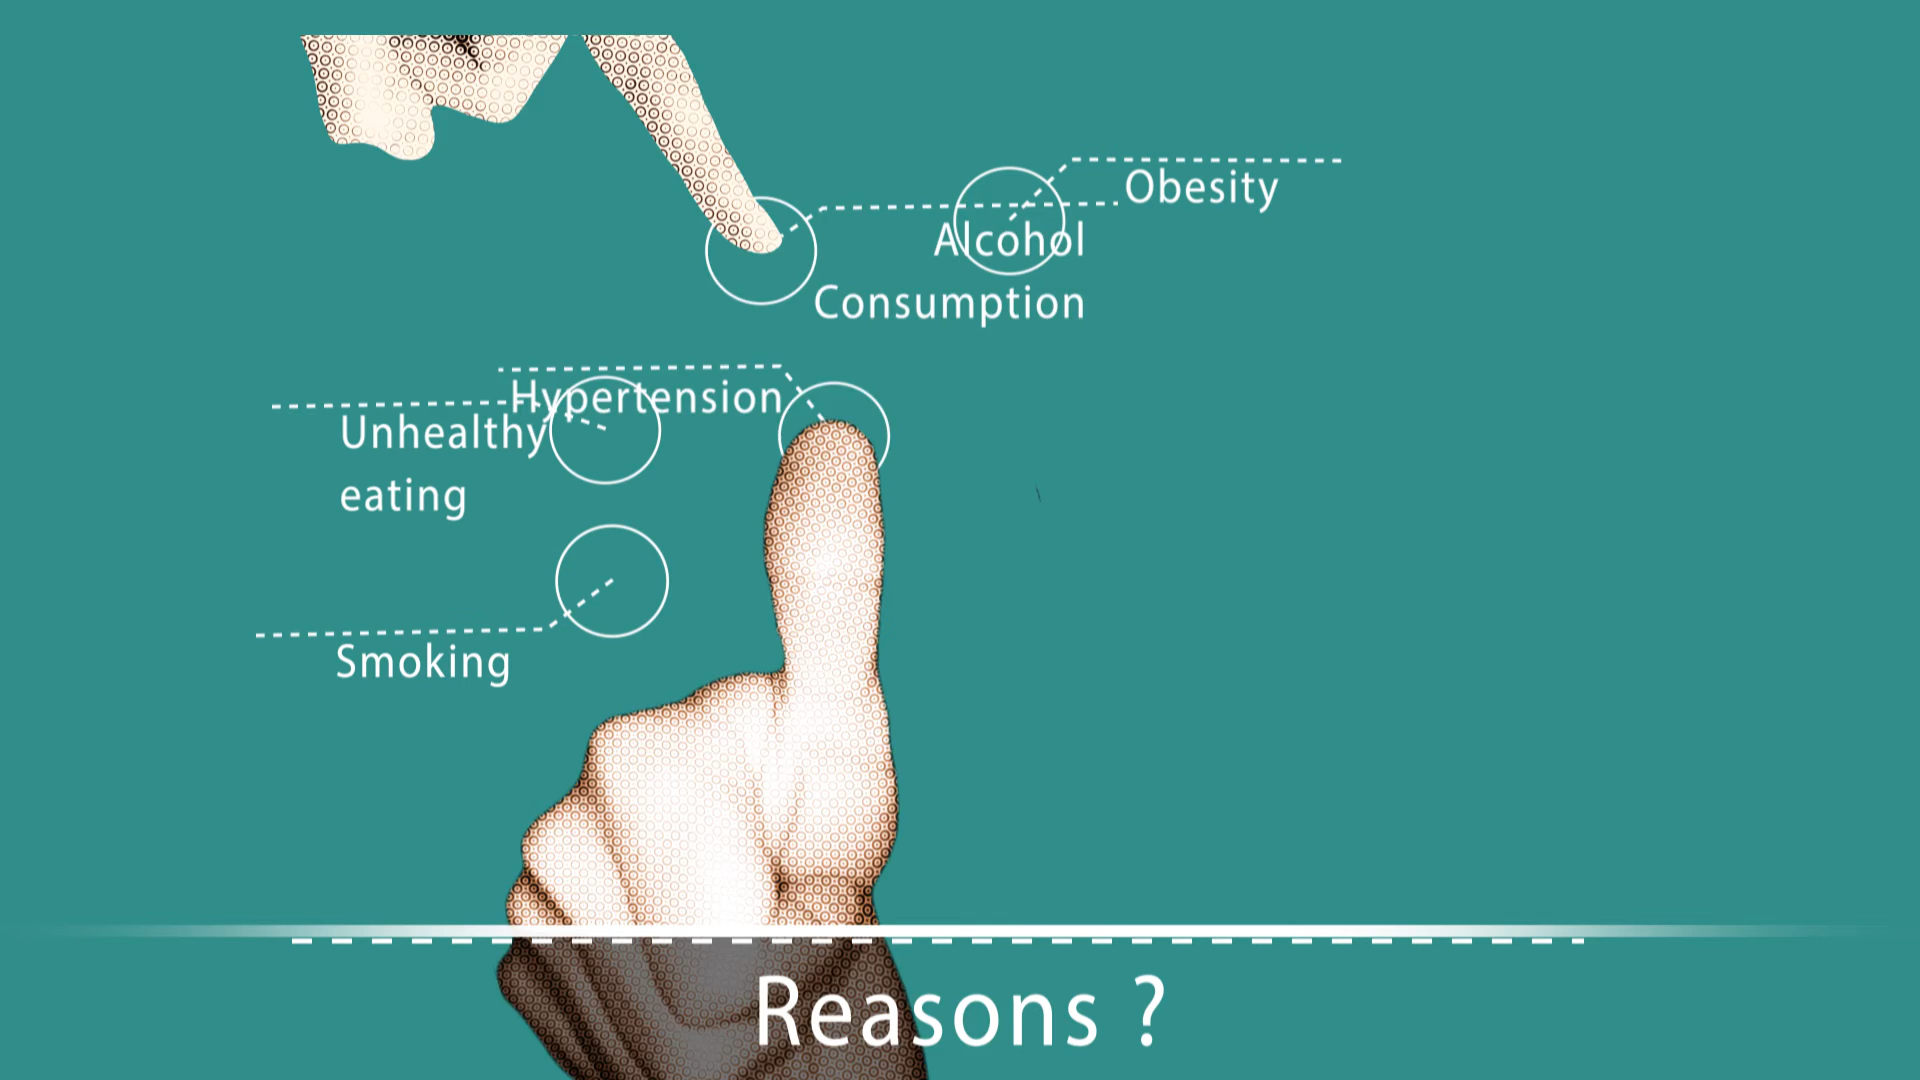 Obesity
Alcohol
Consumption
Hypertension
Unhealthy
eating
Smoking
Reasons ?